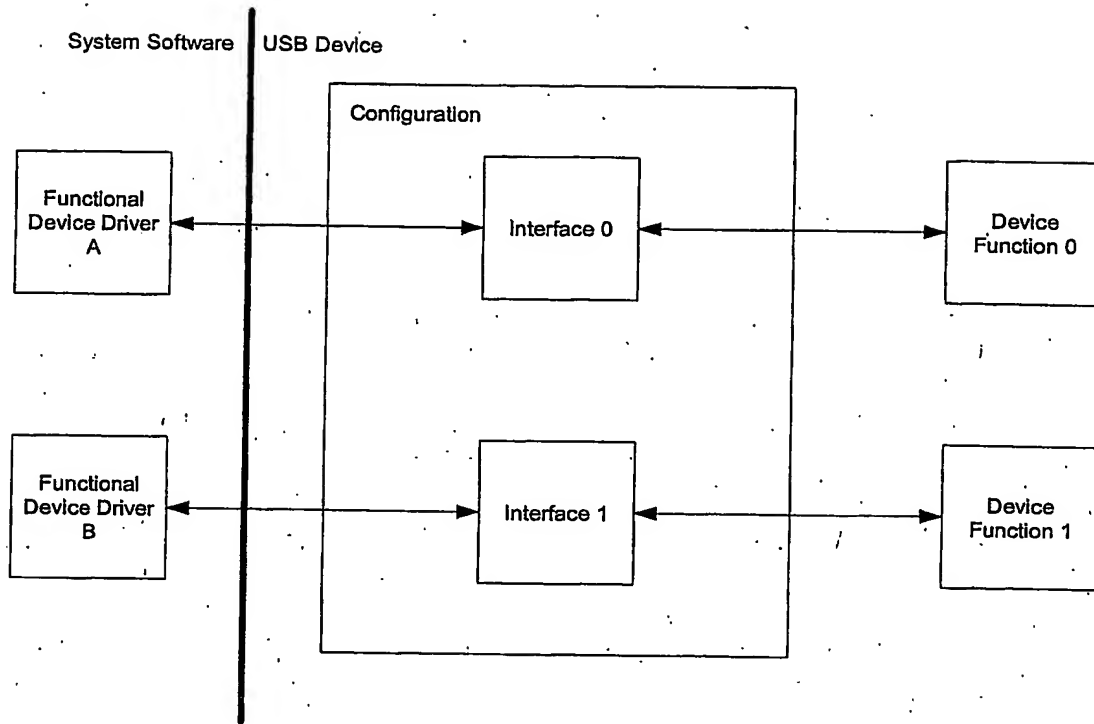 System Software USB Device
Configuration
Functional
Device Driver
A
Interface 0
Device
Function 0
Functional
Device Driver
B
Interface 1
Device
Function 1